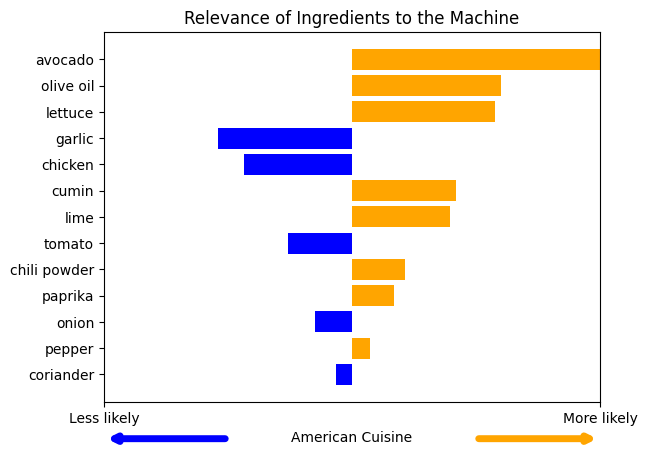 Relevance of Ingredients to the Machine
avocado
olive oil
lettuce
garlic
chicken
cumin
lime
tomato
chili powder
paprika
onion
pepper
coriander
Less likely
More likely
American Cuisine